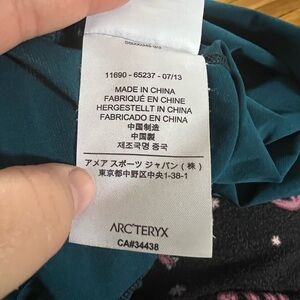 11690 - 65237 - 07/13
MADE IN CHINA
FABRIQUÉ EN CHINE
HERGESTELLT IN CHINA
FABRICADO EN CHINA
中国制造
中国製
제조국명 중국
アメア スポーツ ジャパン ( 株 )
東京都中野区中央1-38-1
ARC'TERYX
CA#34438